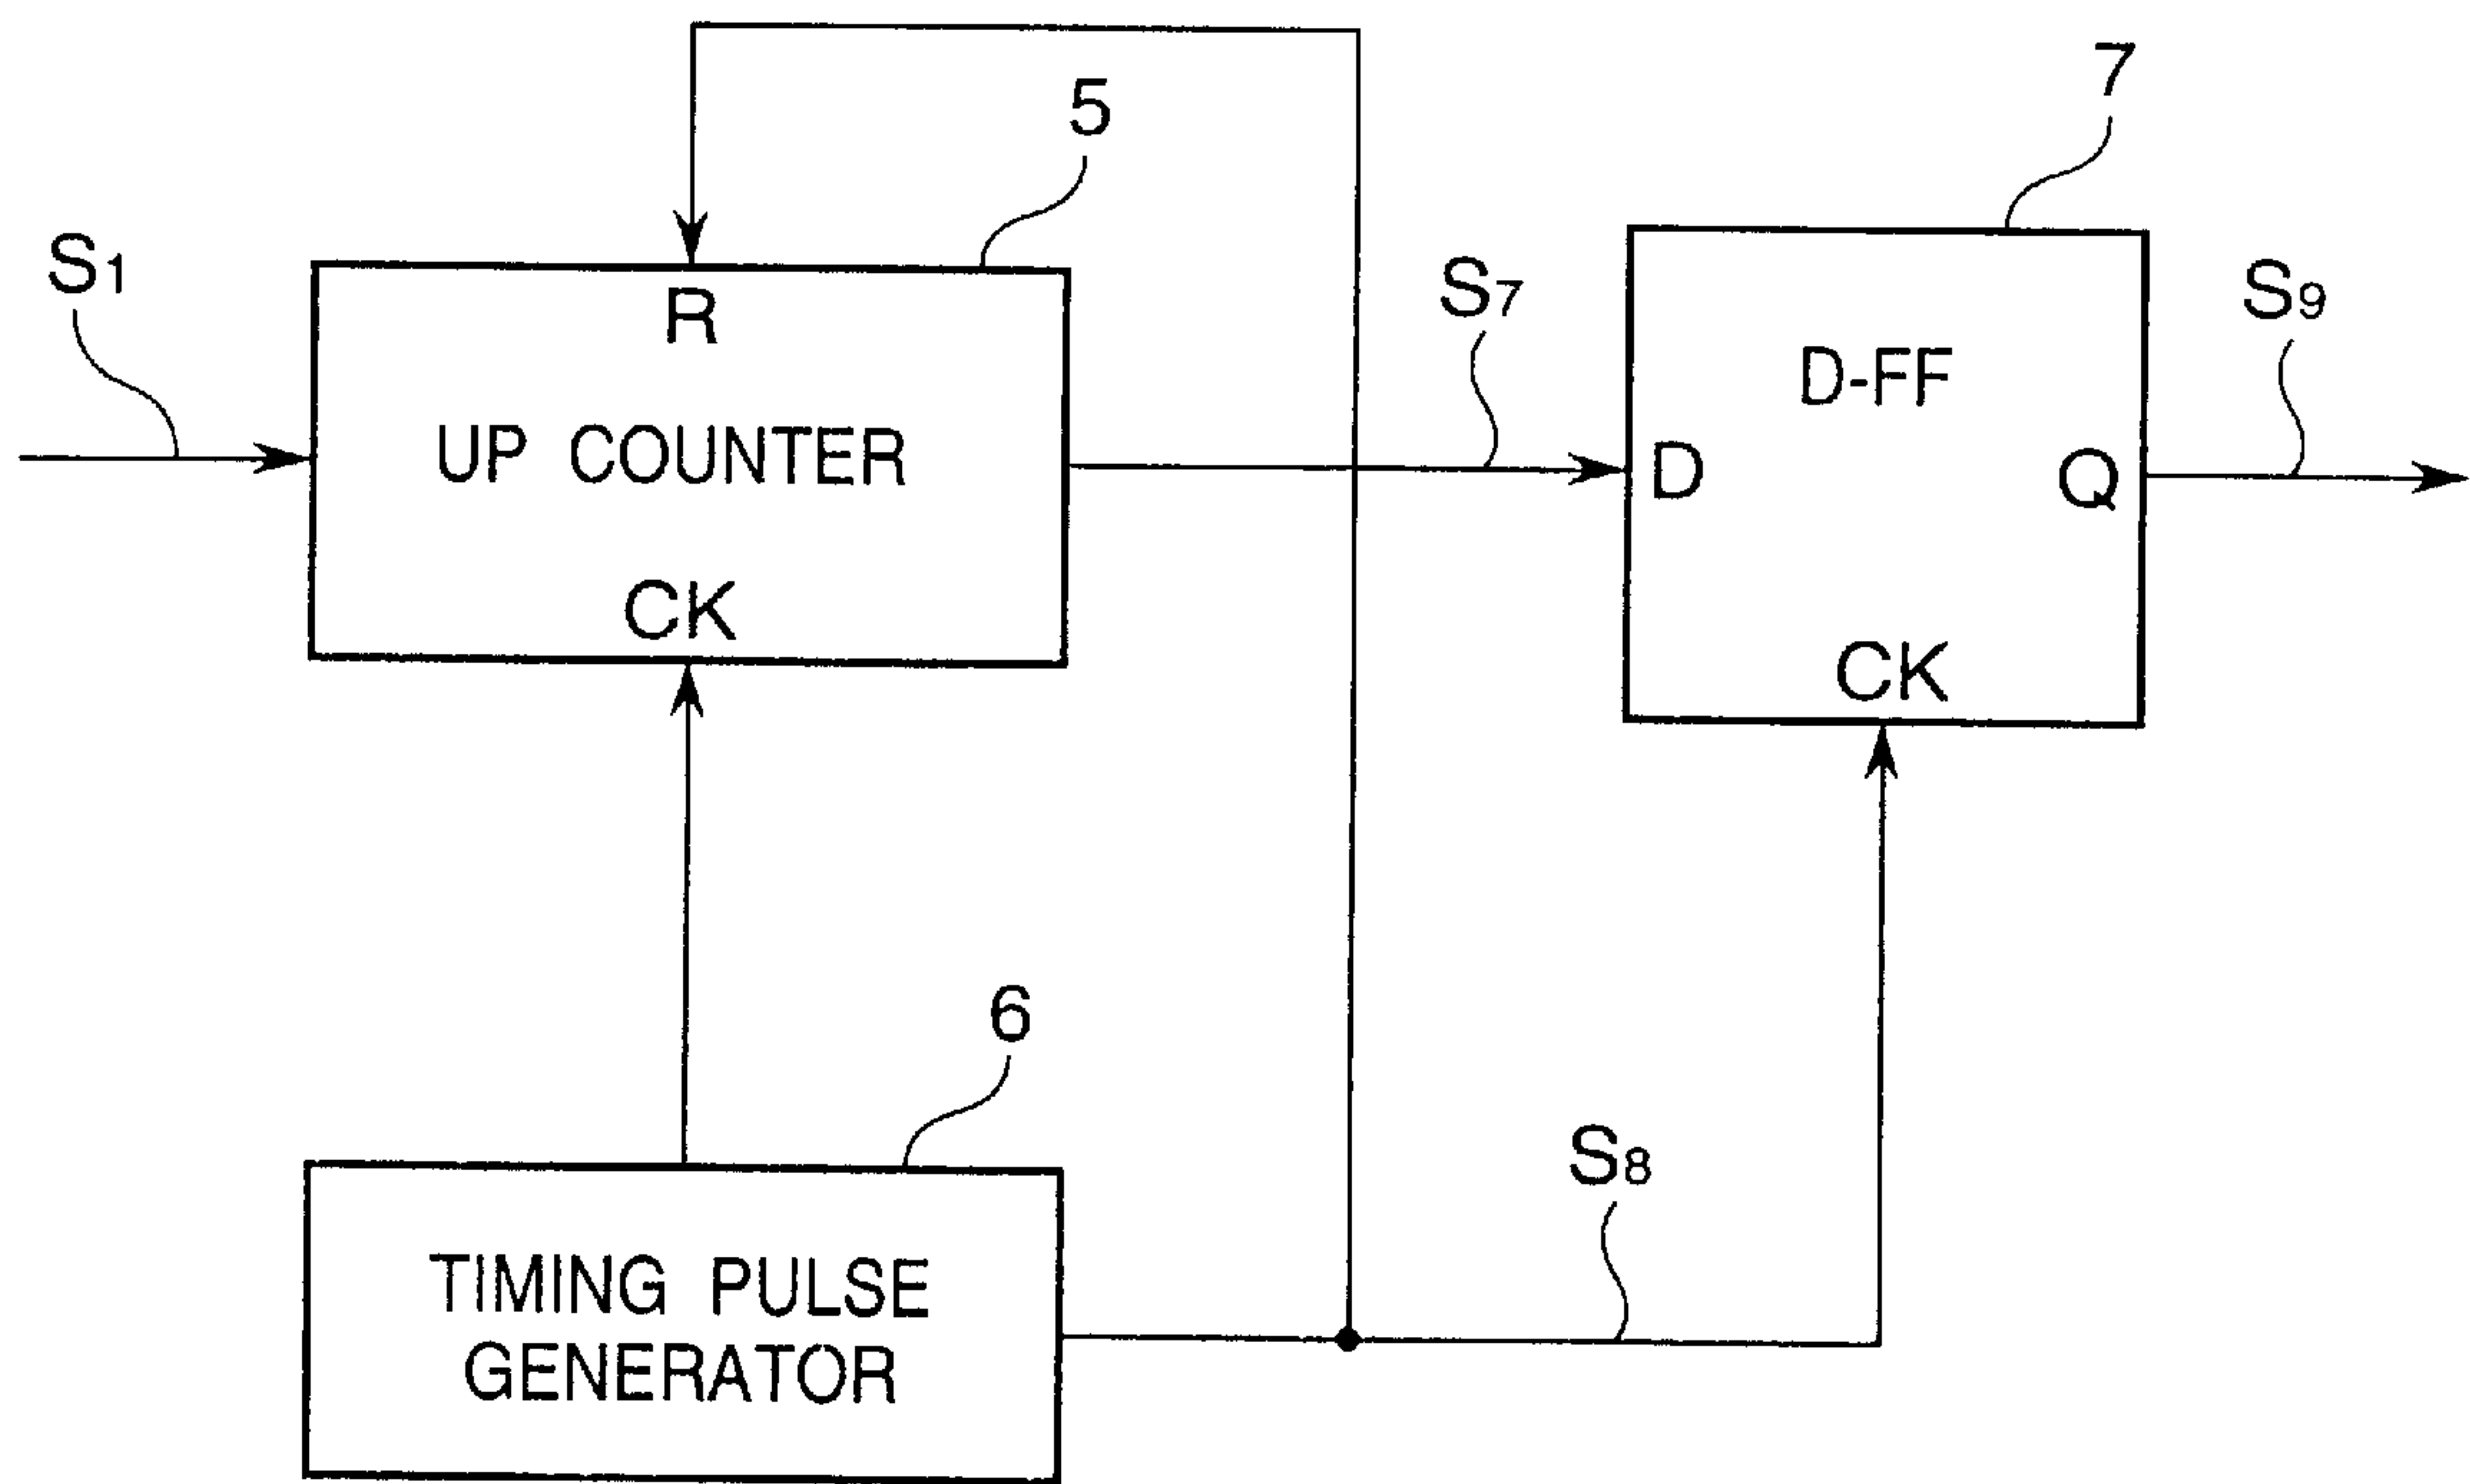 7
5
S1
S7
S9
R
D-FF
UP COUNTER
D
Q
CK
CK
6
S8
TIMING PULSE
GENERATOR